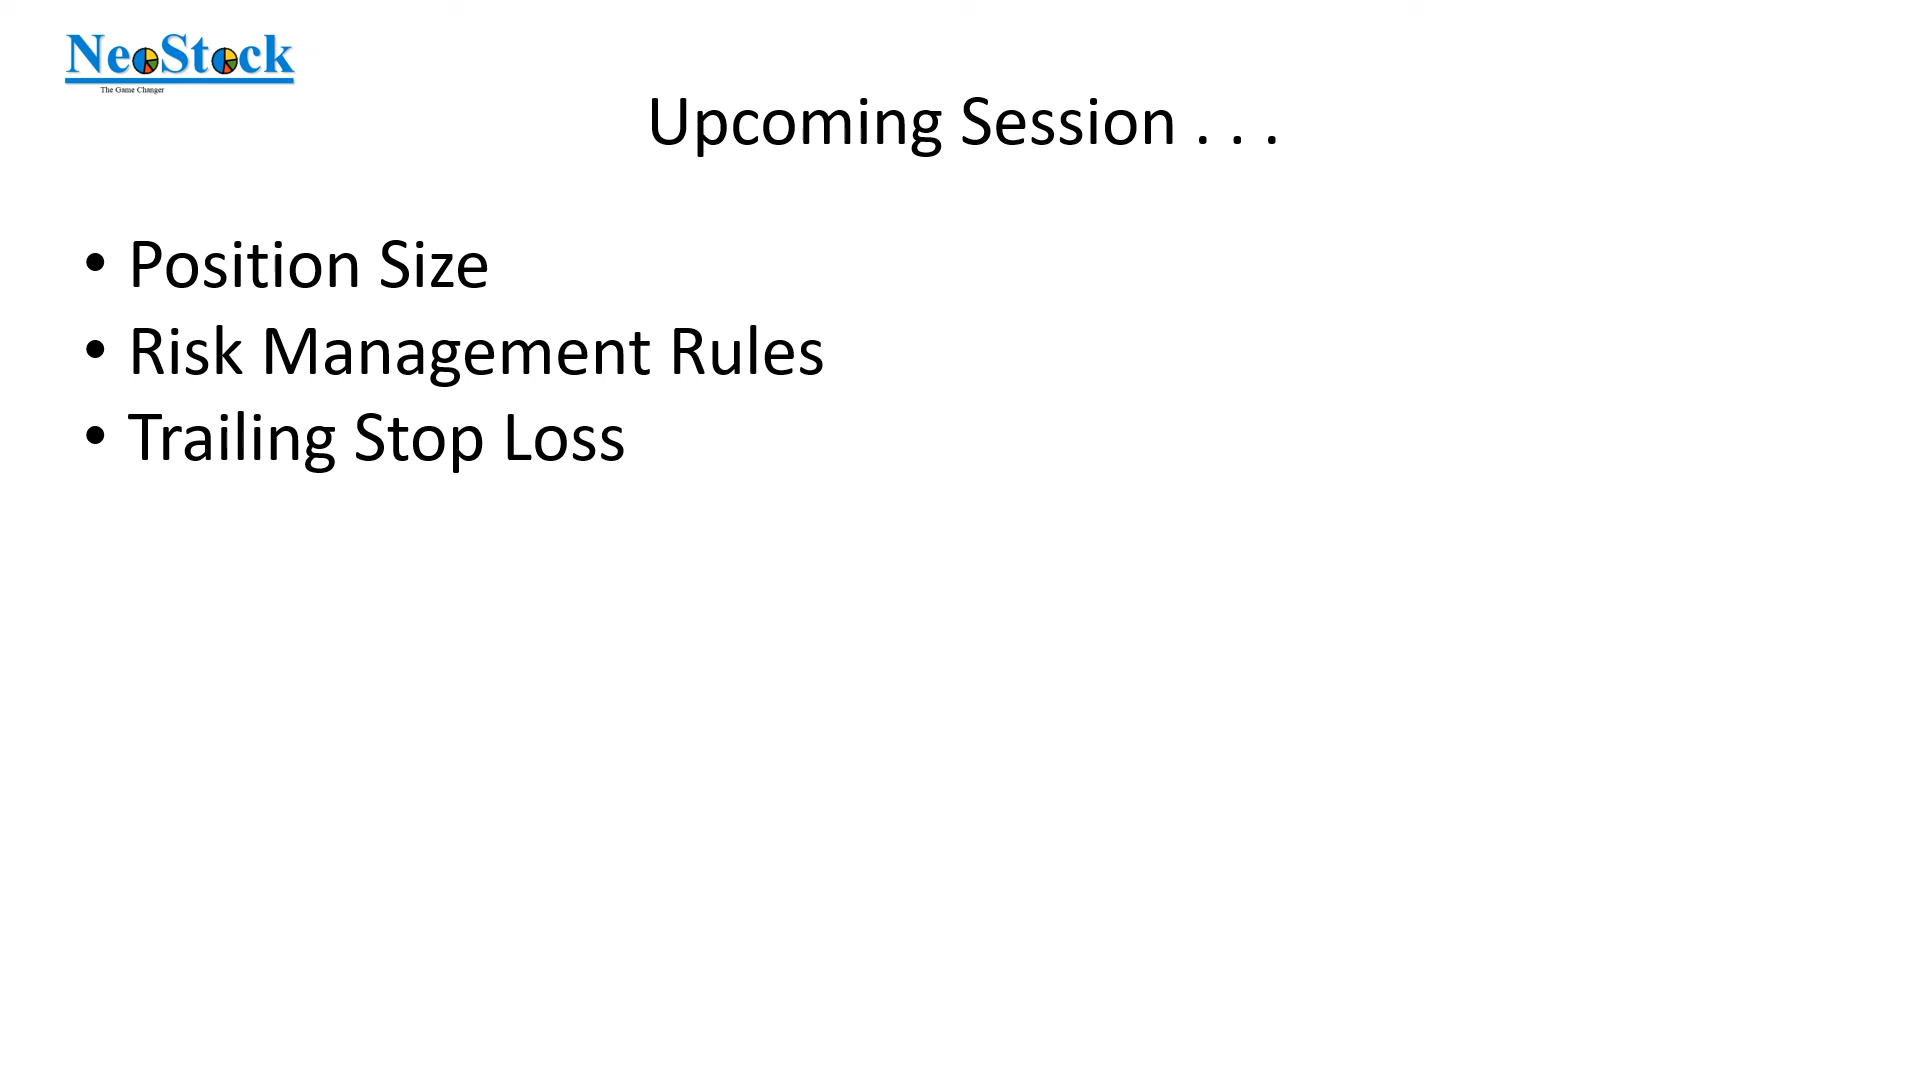 NeoStock
The Game Changer
Upcoming Session . . .
• Position Size
• Risk Management Rules
• Trailing Stop Loss